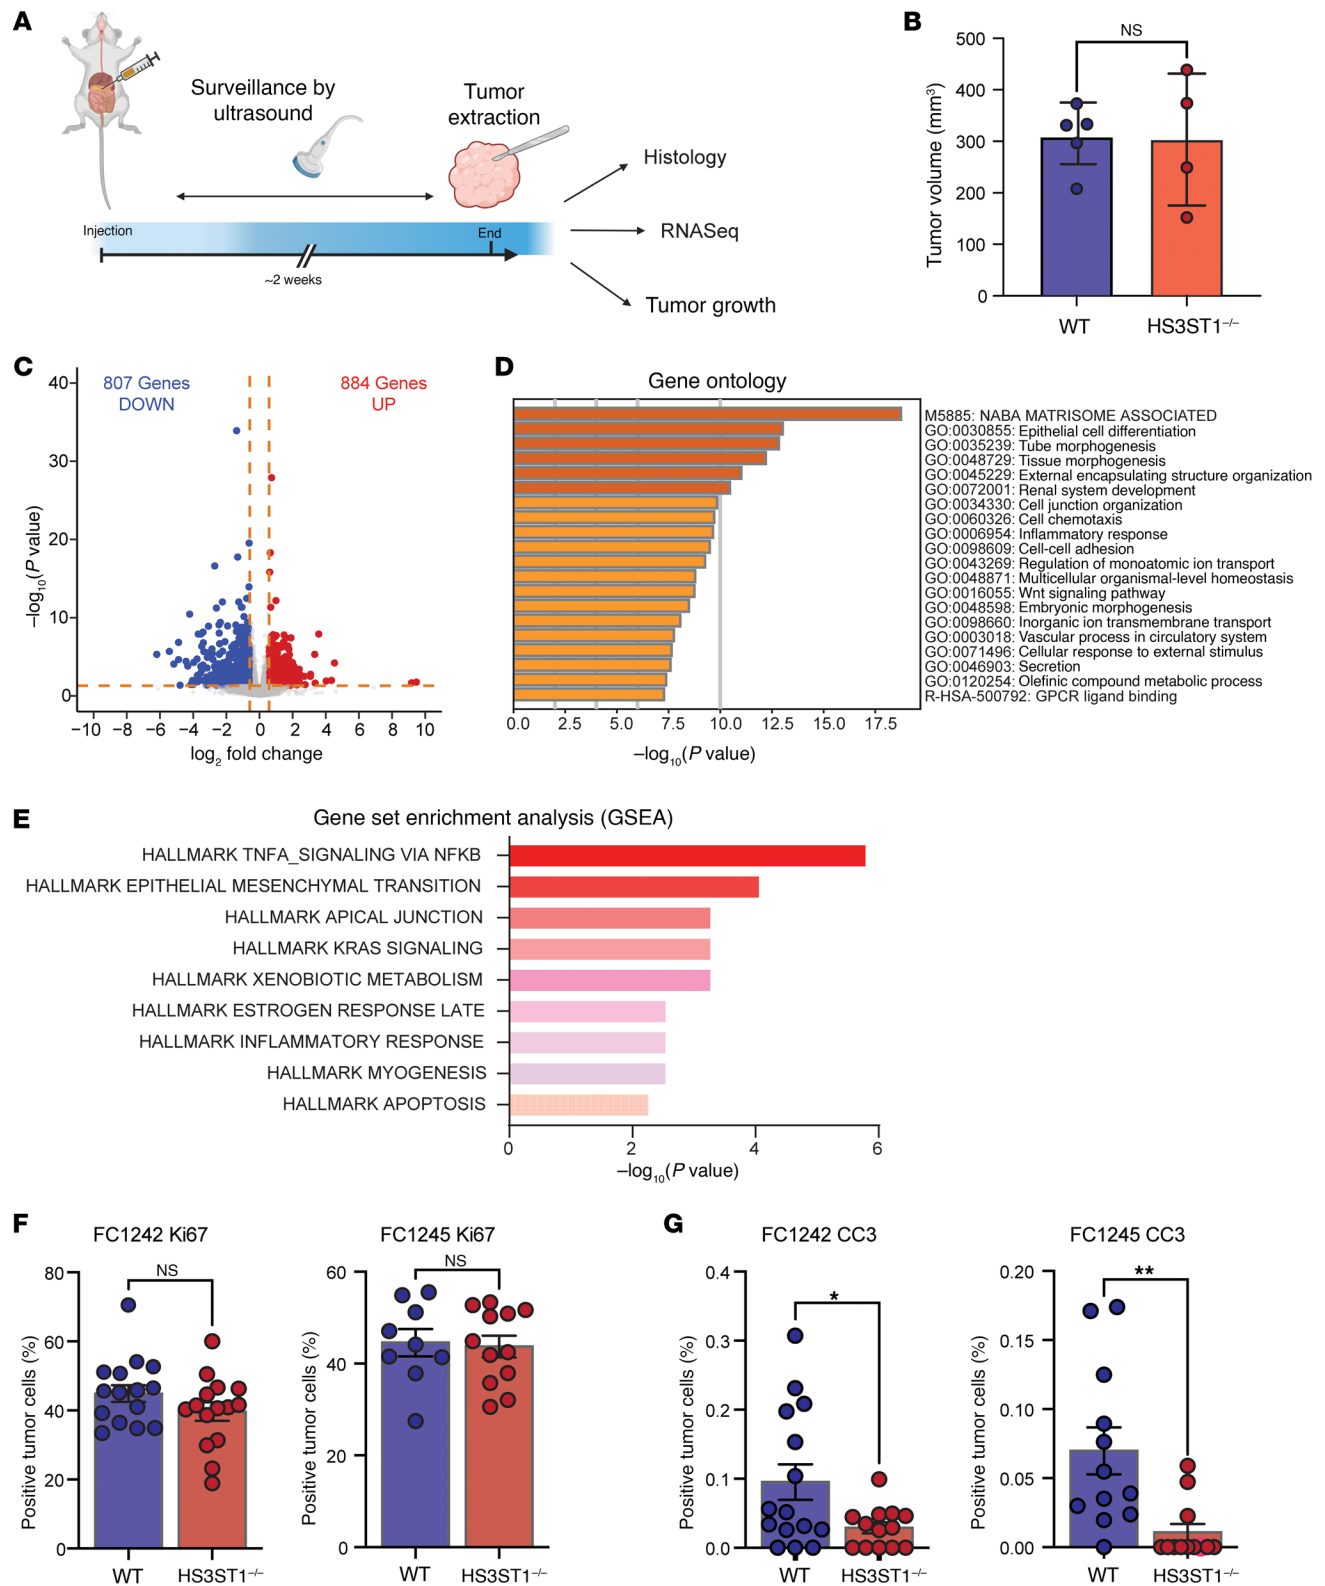 A
Surveillance by
ultrasound
Tumor
extraction
Histology
RNASeq
Tumor growth
Injection
End
~2 weeks
B
NS
500
400
300
200
100
0
Tumor volume (mm³)
WT
HS3ST1⁻/⁻
C
807 Genes
DOWN
884 Genes
UP
40
30
20
10
0
–log₁₀(P value)
−10 −8 −6 −4 −2 0 2 4 6 8 10
log₂ fold change
D
Gene ontology
M5885: NABA MATRISOME ASSOCIATED
GO:0030855: Epithelial cell differentiation
GO:0035239: Tube morphogenesis
GO:0048729: Tissue morphogenesis
GO:0045229: External encapsulating structure organization
GO:0072001: Renal system development
GO:0034330: Cell junction organization
GO:0060326: Cell chemotaxis
GO:0006954: Inflammatory response
GO:0098609: Cell-cell adhesion
GO:0043269: Regulation of monoatomic ion transport
GO:0048871: Multicellular organismal-level homeostasis
GO:0016055: Wnt signaling pathway
GO:0048598: Embryonic morphogenesis
GO:0098660: Inorganic ion transmembrane transport
GO:0003018: Vascular process in circulatory system
GO:0071496: Cellular response to external stimulus
GO:0046903: Secretion
GO:0120254: Olefinic compound metabolic process
R-HSA-500792: GPCR ligand binding
0.0 2.5 5.0 7.5 10.0 12.5 15.0 17.5
–log₁₀(P value)
E
Gene set enrichment analysis (GSEA)
HALLMARK TNFA_SIGNALING VIA NFKB
HALLMARK EPITHELIAL MESENCHYMAL TRANSITION
HALLMARK APICAL JUNCTION
HALLMARK KRAS SIGNALING
HALLMARK XENOBIOTIC METABOLISM
HALLMARK ESTROGEN RESPONSE LATE
HALLMARK INFLAMMATORY RESPONSE
HALLMARK MYOGENESIS
HALLMARK APOPTOSIS
0 2 4 6
–log₁₀(P value)
F
FC1242 Ki67
NS
80
60
40
20
0
Positive tumor cells (%)
WT
HS3ST1⁻/⁻
FC1245 Ki67
NS
60
40
20
0
Positive tumor cells (%)
WT
HS3ST1⁻/⁻
G
FC1242 CC3
*
0.4
0.3
0.2
0.1
0.0
Positive tumor cells (%)
WT
HS3ST1⁻/⁻
FC1245 CC3
**
0.20
0.15
0.10
0.05
0.00
Positive tumor cells (%)
WT
HS3ST1⁻/⁻